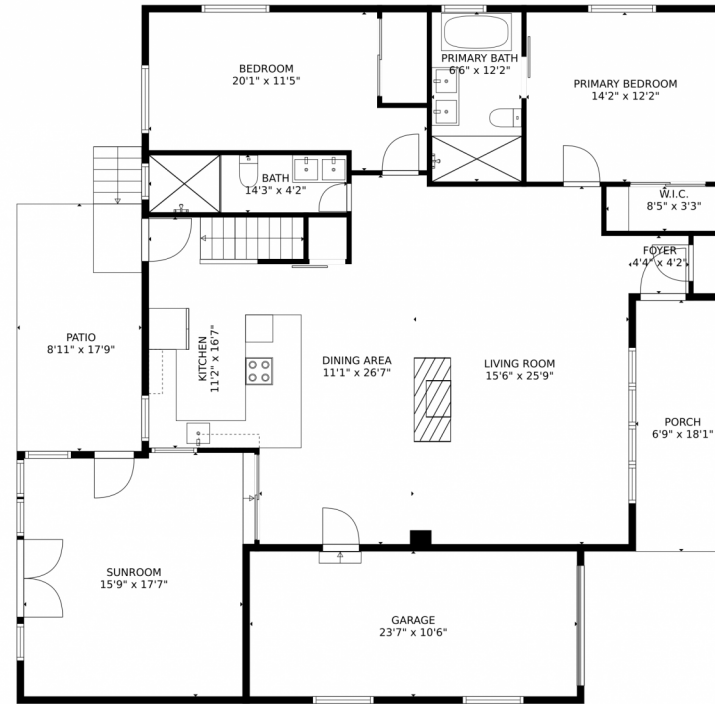 BEDROOM
20'1" x 11'5"
PRIMARY BATH
6'6" x 12'2"
PRIMARY BEDROOM
14'2" x 12'2"
BATH
14'3" x 4'2"
W.I.C.
8'5" x 3'3"
FOYER
4'4" x 4'2"
PATIO
8'11" x 17'9"
KITCHEN
11'2" x 16'7"
DINING AREA
11'1" x 26'7"
LIVING ROOM
15'6" x 25'9"
PORCH
6'9" x 18'1"
SUNROOM
15'9" x 17'7"
GARAGE
23'7" x 10'6"